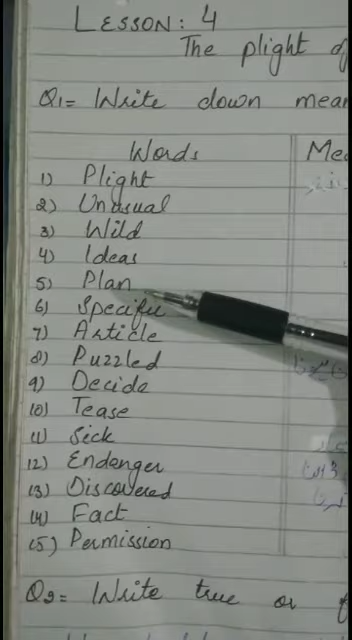 LESSON: 4
The plight of
Q1= Write down mean
Words Me
1) Plight
2) Unusual
3) Wild
4) Ideas
5) Plan
6) Specific
7) Article
8) Puzzled
9) Decide
10) Tease
11) Sick
12) Endanger
13) Discovered
14) Fact
15) Permission
Q2= Write true or f